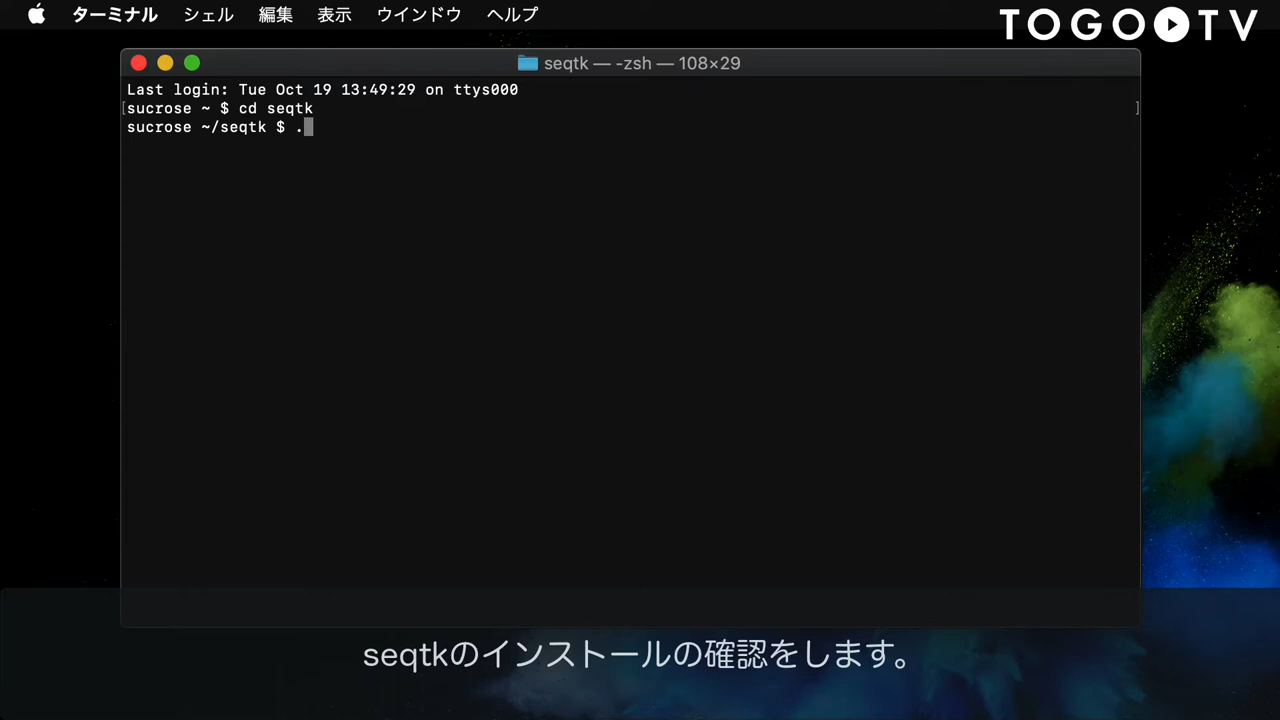 ターミナル シェル 編集 表示 ウインドウ ヘルプ
TOGO TV
seqtk — -zsh — 108×29
Last login: Tue Oct 19 13:49:29 on ttys000
[sucrose ~ $ cd seqtk ]
sucrose ~/seqtk $ .
seqtkのインストールの確認をします。